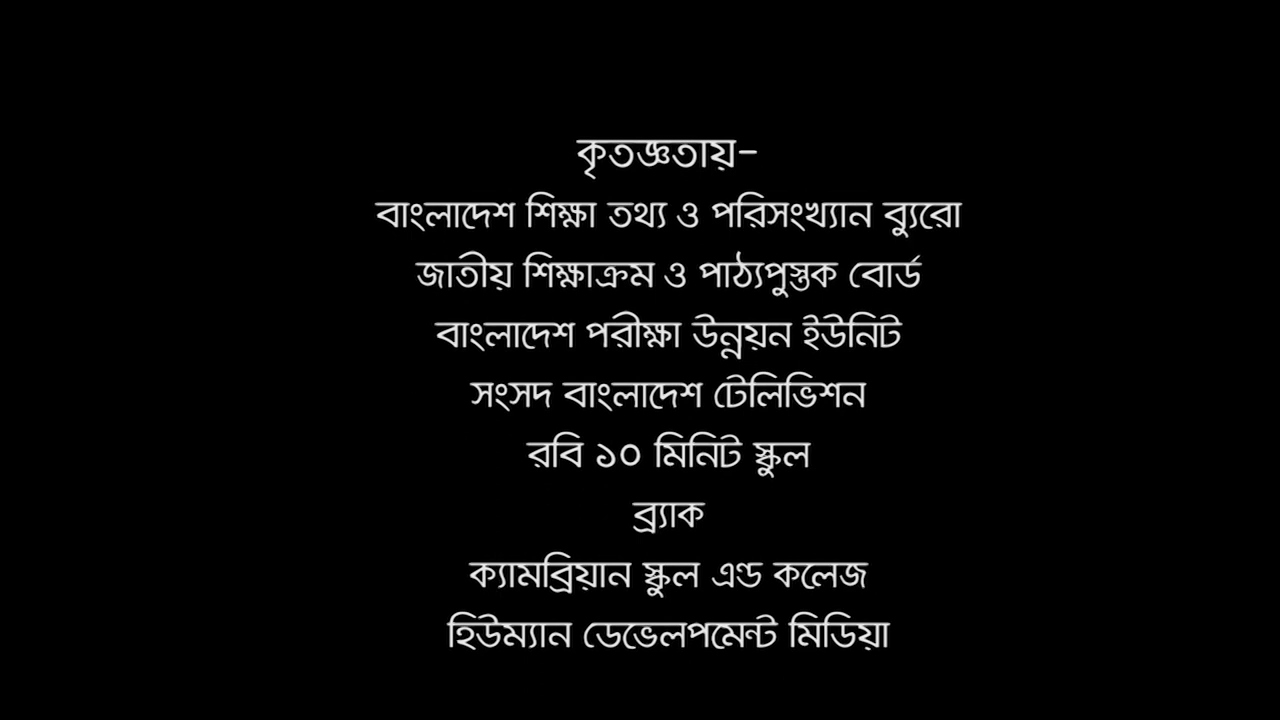 কৃতজ্ঞতায়-
বাংলাদেশ শিক্ষা তথ্য ও পরিসংখ্যান ব্যুরো
জাতীয় শিক্ষাক্রম ও পাঠ্যপুস্তক বোর্ড
বাংলাদেশ পরীক্ষা উন্নয়ন ইউনিট
সংসদ বাংলাদেশ টেলিভিশন
রবি ১০ মিনিট স্কুল
ব্র্যাক
ক্যামব্রিয়ান স্কুল এন্ড কলেজ
হিউম্যান ডেভেলপমেন্ট মিডিয়া